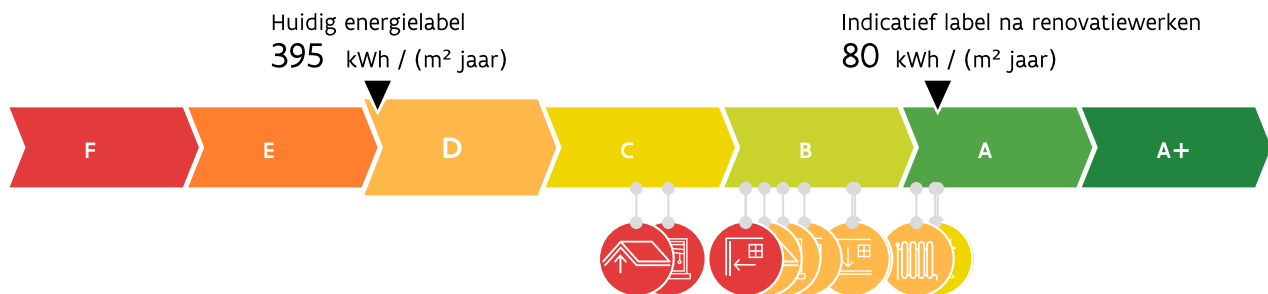 Huidig energielabel
395 kWh / (m² jaar)
Indicatief label na renovatiewerken
80 kWh / (m² jaar)
F E D C B A A+